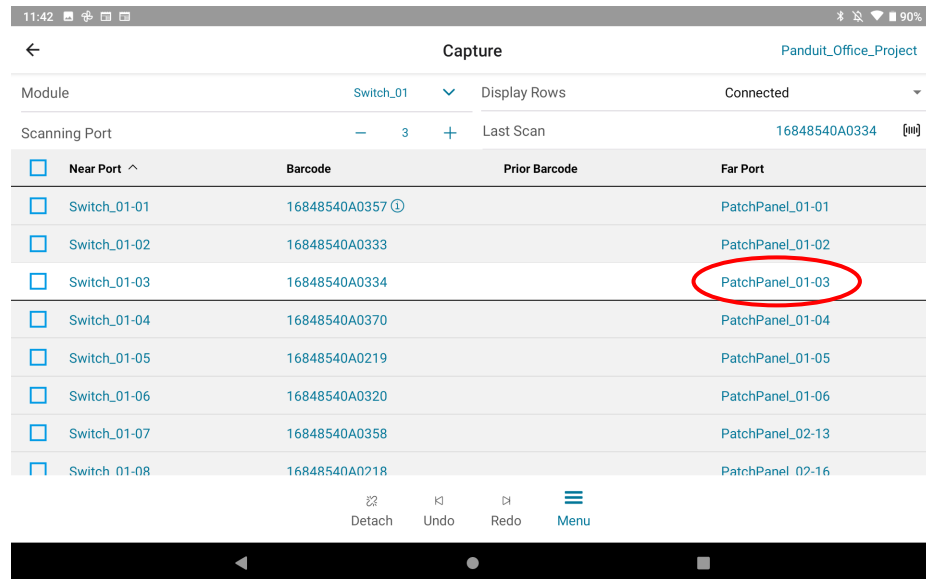 11:42 90%
Capture Panduit_Office_Project
Module Switch_01 Display Rows Connected
Scanning Port − 3 + Last Scan 16848540A0334
Near Port Barcode Prior Barcode Far Port
Switch_01-01 16848540A0357 PatchPanel_01-01
Switch_01-02 16848540A0333 PatchPanel_01-02
Switch_01-03 16848540A0334 PatchPanel_01-03
Switch_01-04 16848540A0370 PatchPanel_01-04
Switch_01-05 16848540A0219 PatchPanel_01-05
Switch_01-06 16848540A0320 PatchPanel_01-06
Switch_01-07 16848540A0358 PatchPanel_02-13
Switch_01-08 16848540A0218 PatchPanel_02-16
Detach Undo Redo Menu